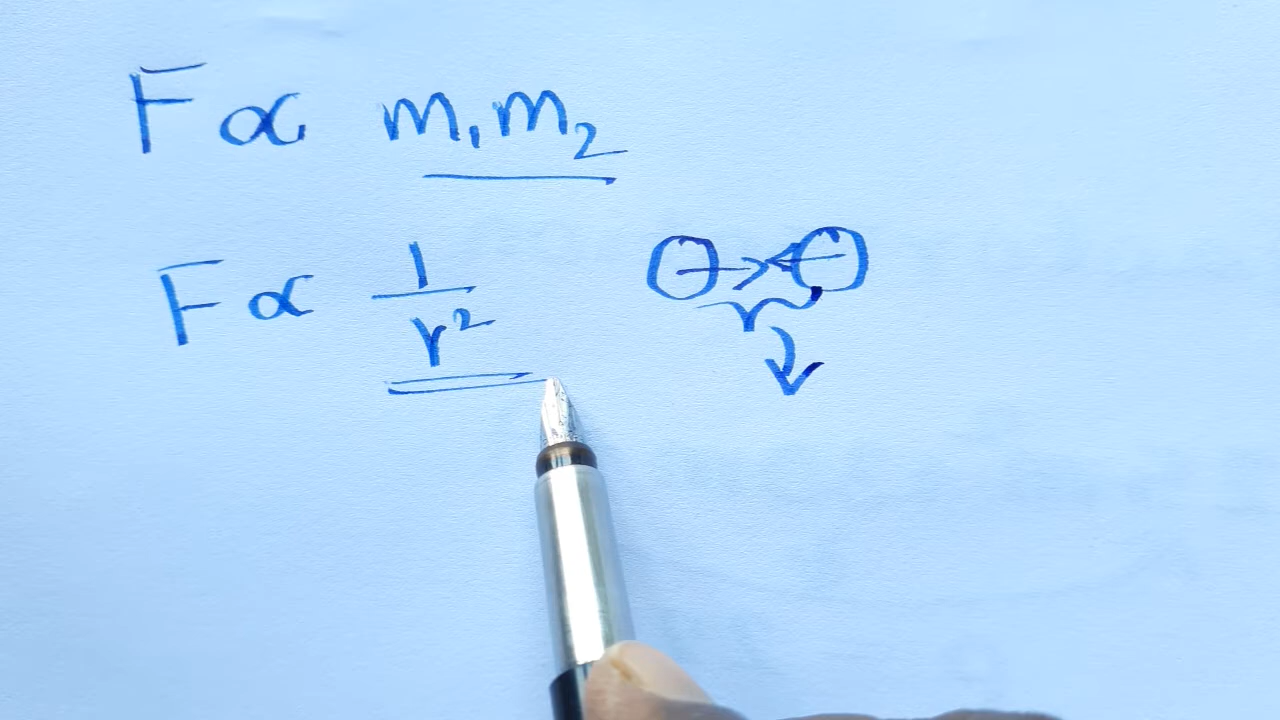 F ∝ m₁m₂
F ∝ 1/r²
r